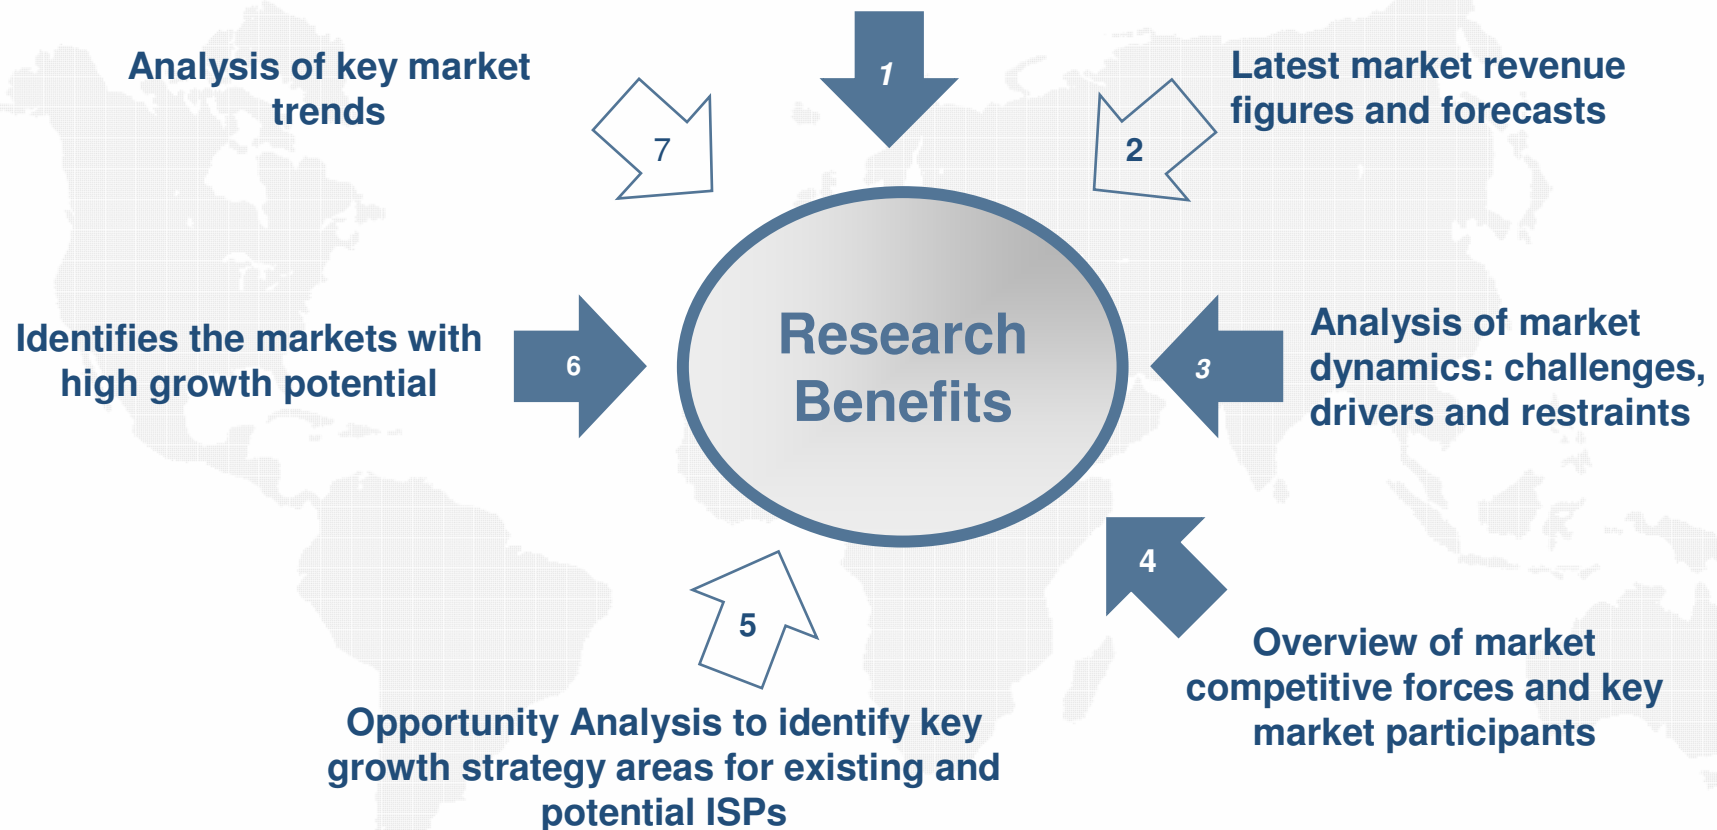 1
Latest market revenue
figures and forecasts
2
Analysis of market
dynamics: challenges,
drivers and restraints
3
4
Overview of market
competitive forces and key
market participants
5
Opportunity Analysis to identify key
growth strategy areas for existing and
potential ISPs
Identifies the markets with
high growth potential
6
Analysis of key market
trends
7
Research
Benefits